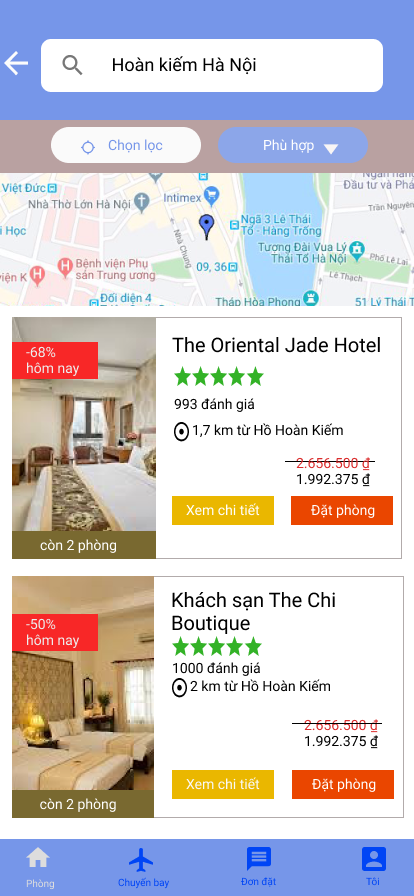 Hoàn kiếm Hà Nội
Chọn lọc
Phù hợp
Việt Đức
Nhà Thờ Lớn Hà Nội
Intimex
Đầu tư và Phá
Trần Nguyên
i Học
Ngã 3 Lê Thái
Tổ - Hàng Trống
Nhà Chung
Tượng Đài Vua Lý
Thái Tổ Hà Nội
Phố Lê Lai
Bệnh viện Phụ
sản Trung ương
ện K
09, 36
Lê Thạch
Đối diện 4
Tháp Hòa Phong
51 Lý Thái T
The Oriental Jade Hotel
-68%
hôm nay
993 đánh giá
1,7 km từ Hồ Hoàn Kiếm
2.656.500 ₫
1.992.375 ₫
Xem chi tiết
Đặt phòng
còn 2 phòng
Khách sạn The Chi
Boutique
-50%
hôm nay
1000 đánh giá
2 km từ Hồ Hoàn Kiếm
2.656.500 ₫
1.992.375 ₫
Xem chi tiết
Đặt phòng
còn 2 phòng
Phòng
Chuyến bay
Đơn đặt
Tôi